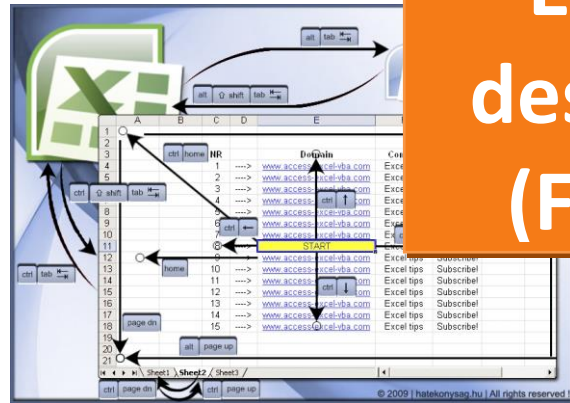 alt tab
alt shift tab
A B C D E
1
2
3 NR Domain
4 1 ----> www.access-excel-vba.com Exce
5 2 ----> www.access-excel-vba.com Exce
3 ----> www.access-excel-vba.com Exce
4 ----> www.access-excel-vba.com Exce
8 5 ----> www.access-excel-vba.com Exce
9 6 ----> www.access-excel-vba.com
10 7 ----> www.access-excel-vba.com
11 8 START
12 9 ----> www.access-excel-vba.com Excel tips Subscribe!
13 10 ----> www.access-excel-vba.com Excel tips Subscribe!
14 11 ----> www.access-excel-vba.com Excel tips Subscribe!
15 12 ----> www.access-excel-vba.com Excel tips Subscribe!
16 13 ----> www.access-excel-vba.com Excel tips Subscribe!
17 14 ----> www.access-excel-vba.com Excel tips Subscribe!
18 15 ----> www.access-excel-vba.com Excel tips Subscribe!
19
20
21
ctrl home
ctrl shift tab
ctrl ↑
ctrl ←
home
ctrl ↓
ctrl tab
page dn
alt page up
Sheet1 Sheet2 Sheet3
ctrl page dn
ctrl page up
© 2009 | hatekonysag.hu | All rights reserved !
des
(F